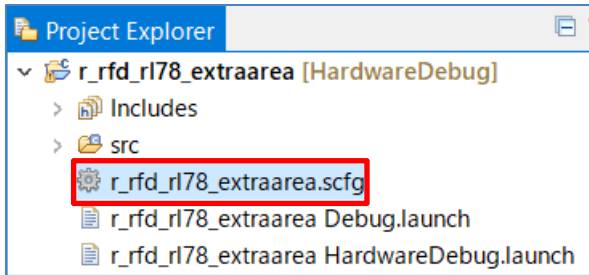 Project Explorer
r_rfd_rl78_extraarea [HardwareDebug]
Includes
src
r_rfd_rl78_extraarea.scfg
r_rfd_rl78_extraarea Debug.launch
r_rfd_rl78_extraarea HardwareDebug.launch